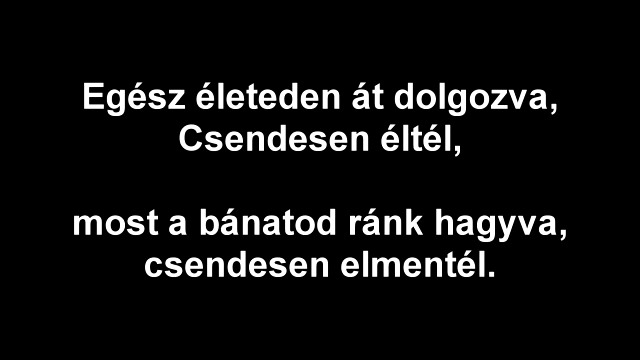 Egész életeden át dolgozva,
Csendesen éltél,
most a bánatod ránk hagyva,
csendesen elmentél.